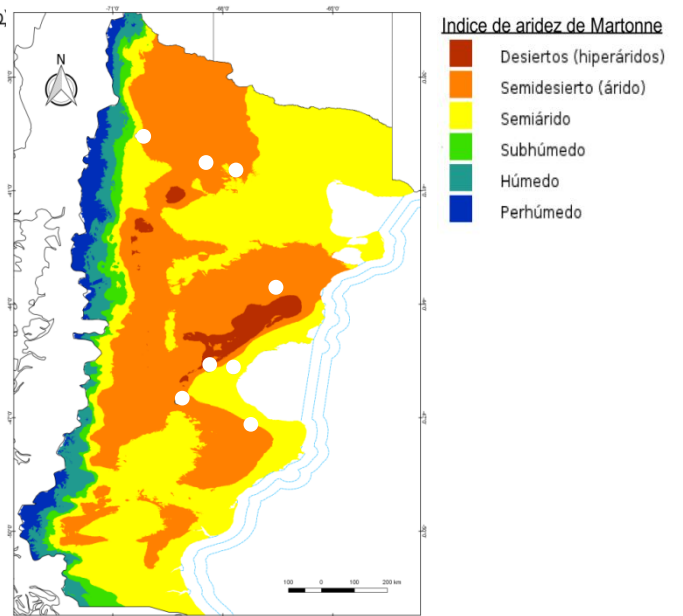 Indice de aridez de Martonne
Desiertos (hiperáridos)
Semidesierto (árido)
Semiárido
Subhúmedo
Húmedo
Perhúmedo
N
100 0 100 200 km